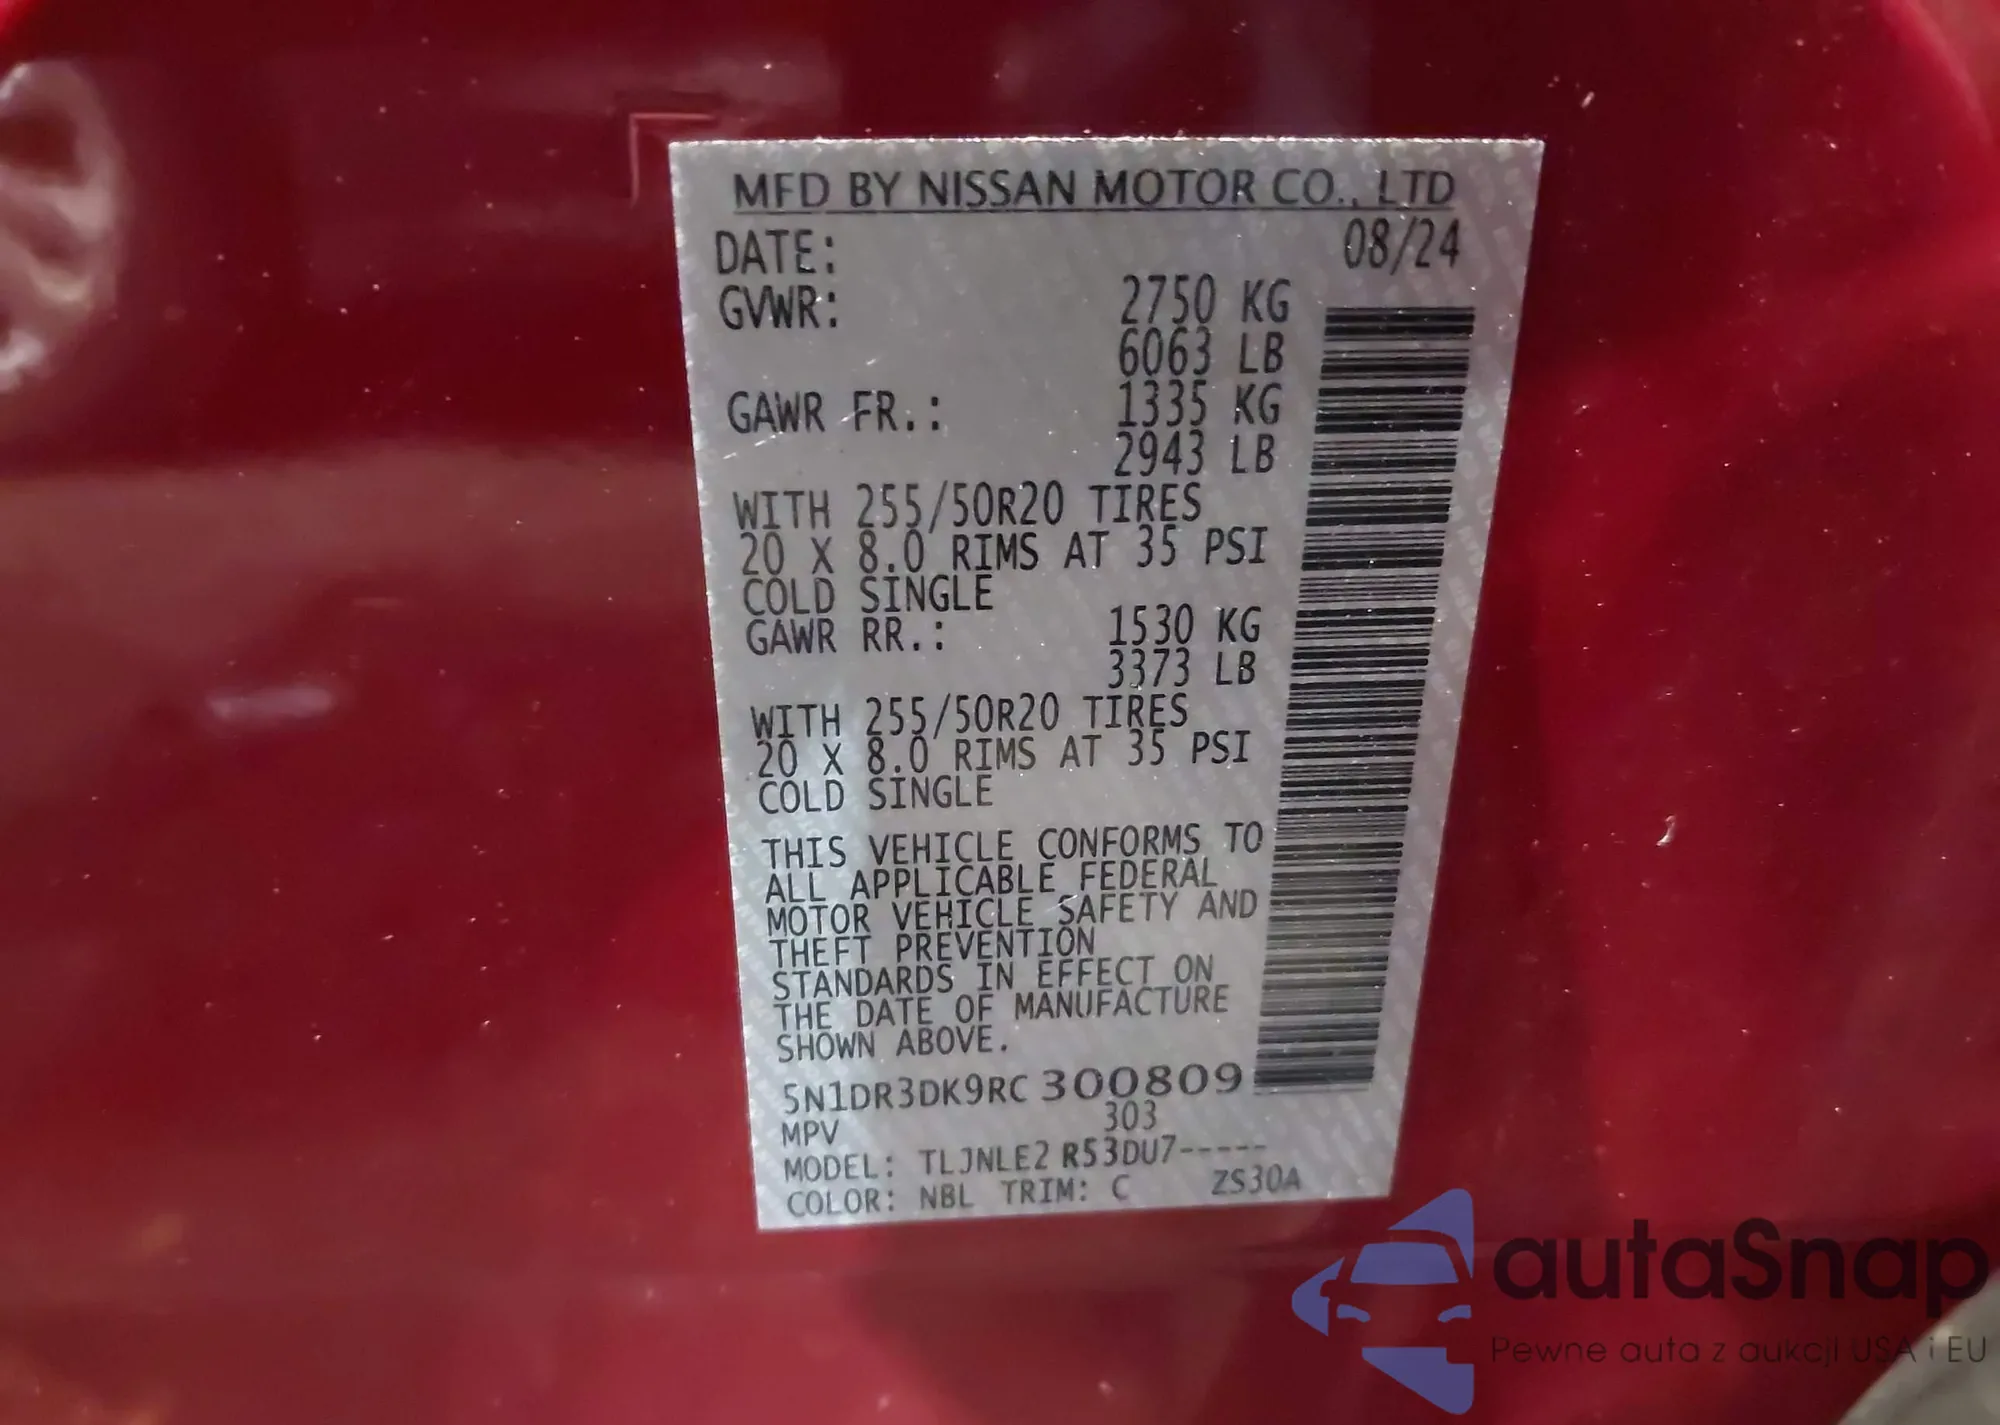 MFD BY NISSAN MOTOR CO., LTD
DATE: 08/24
GVWR: 2750 KG
6063 LB
GAWR FR.: 1335 KG
2943 LB
WITH 255/50R20 TIRES
20 X 8.0 RIMS AT 35 PSI
COLD SINGLE
GAWR RR.: 1530 KG
3373 LB
WITH 255/50R20 TIRES
20 X 8.0 RIMS AT 35 PSI
COLD SINGLE
THIS VEHICLE CONFORMS TO
ALL APPLICABLE FEDERAL
MOTOR VEHICLE SAFETY AND
THEFT PREVENTION
STANDARDS IN EFFECT ON
THE DATE OF MANUFACTURE
SHOWN ABOVE.
5N1DR3DK9RC 300809
MPV 303
MODEL: TLJNLE2 R53DU7-----
COLOR: NBL TRIM: C ZS30A
autaSnap
Pewne auta z aukcji USA i EU